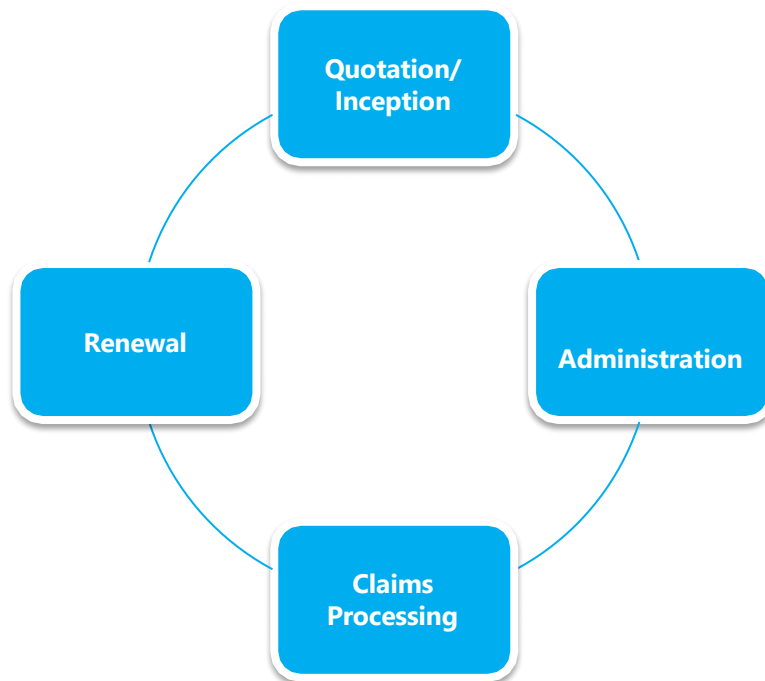 Quotation/
Inception
Renewal
Administration
Claims
Processing